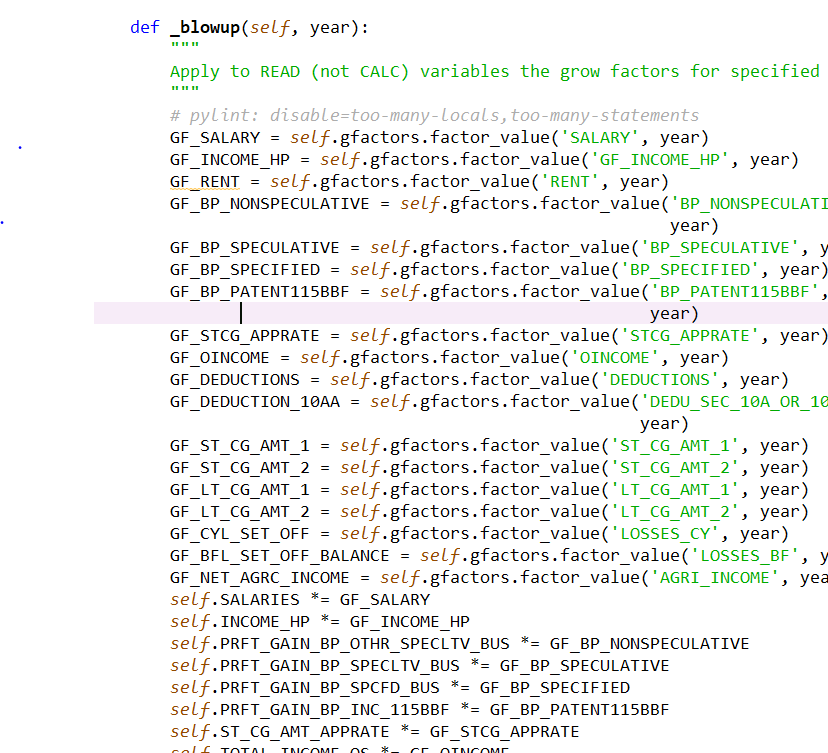 def _blowup(self, year):
"""
Apply to READ (not CALC) variables the grow factors for specified
"""
# pylint: disable=too-many-locals,too-many-statements
GF_SALARY = self.gfactors.factor_value('SALARY', year)
GF_INCOME_HP = self.gfactors.factor_value('GF_INCOME_HP', year)
GF_RENT = self.gfactors.factor_value('RENT', year)
GF_BP_NONSPECULATIVE = self.gfactors.factor_value('BP_NONSPECULATI
year)
GF_BP_SPECULATIVE = self.gfactors.factor_value('BP_SPECULATIVE', y
GF_BP_SPECIFIED = self.gfactors.factor_value('BP_SPECIFIED', year)
GF_BP_PATENT115BBF = self.gfactors.factor_value('BP_PATENT115BBF',
year)
GF_STCG_APPRATE = self.gfactors.factor_value('STCG_APPRATE', year)
GF_OINCOME = self.gfactors.factor_value('OINCOME', year)
GF_DEDUCTIONS = self.gfactors.factor_value('DEDUCTIONS', year)
GF_DEDUCTION_10AA = self.gfactors.factor_value('DEDU_SEC_10A_OR_10
year)
GF_ST_CG_AMT_1 = self.gfactors.factor_value('ST_CG_AMT_1', year)
GF_ST_CG_AMT_2 = self.gfactors.factor_value('ST_CG_AMT_2', year)
GF_LT_CG_AMT_1 = self.gfactors.factor_value('LT_CG_AMT_1', year)
GF_LT_CG_AMT_2 = self.gfactors.factor_value('LT_CG_AMT_2', year)
GF_CYL_SET_OFF = self.gfactors.factor_value('LOSSES_CY', year)
GF_BFL_SET_OFF_BALANCE = self.gfactors.factor_value('LOSSES_BF', y
GF_NET_AGRC_INCOME = self.gfactors.factor_value('AGRI_INCOME', yea
self.SALARIES *= GF_SALARY
self.INCOME_HP *= GF_INCOME_HP
self.PRFT_GAIN_BP_OTHR_SPECLTV_BUS *= GF_BP_NONSPECULATIVE
self.PRFT_GAIN_BP_SPECLTV_BUS *= GF_BP_SPECULATIVE
self.PRFT_GAIN_BP_SPCFD_BUS *= GF_BP_SPECIFIED
self.PRFT_GAIN_BP_INC_115BBF *= GF_BP_PATENT115BBF
self.ST_CG_AMT_APPRATE *= GF_STCG_APPRATE
self.TOTAL_INCOME_OS *= GF_OINCOME